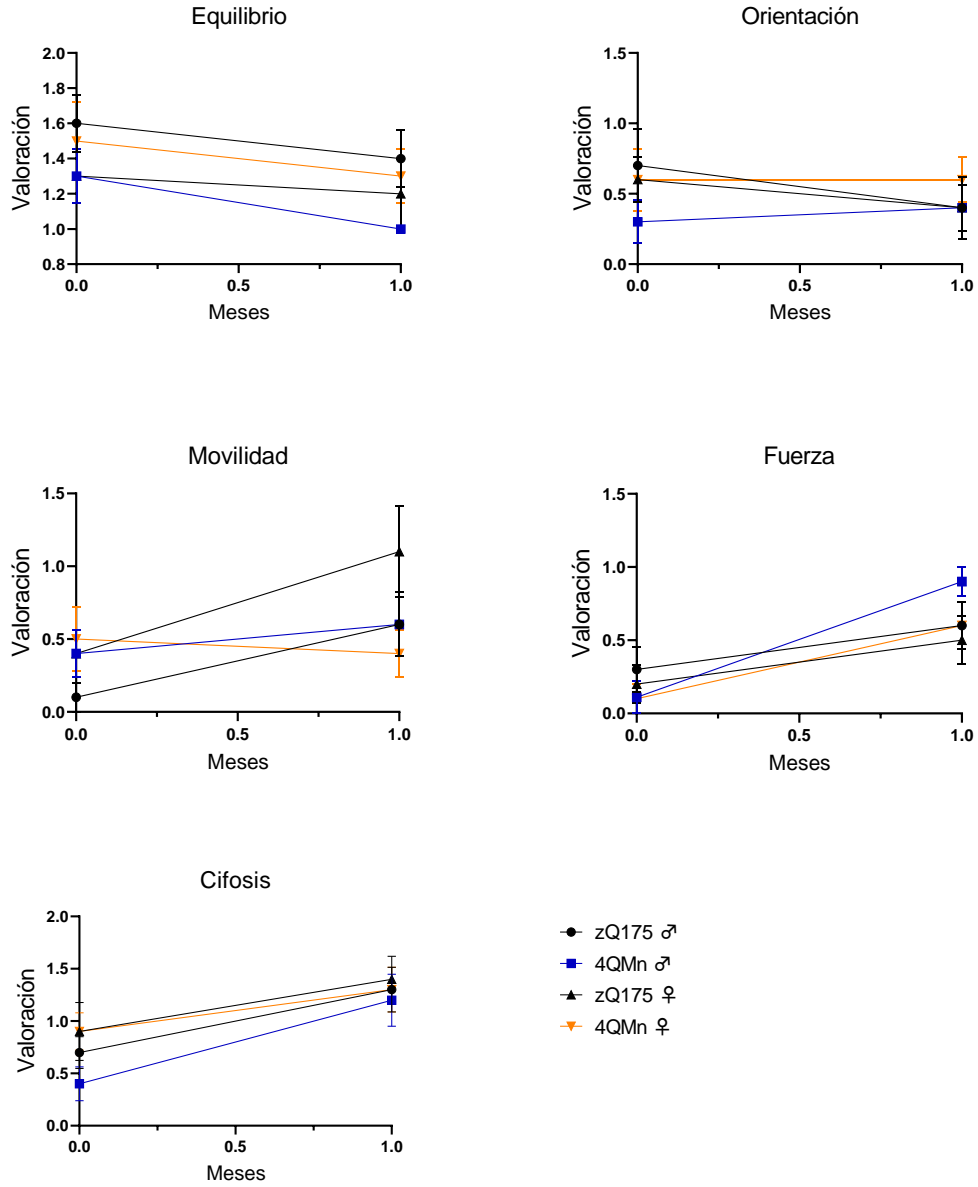 Equilibrio
2.0
1.8
1.6
1.4
1.2
1.0
0.8
Valoración
0.0 0.5 1.0
Meses
Orientación
1.5
1.0
0.5
0.0
Valoración
0.0 0.5 1.0
Meses
Movilidad
1.5
1.0
0.5
0.0
Valoración
0.0 0.5 1.0
Meses
Fuerza
1.5
1.0
0.5
0.0
Valoración
0.0 0.5 1.0
Meses
Cifosis
2.0
1.5
1.0
0.5
0.0
Valoración
0.0 0.5 1.0
Meses
zQ175 ♂
4QMn ♂
zQ175 ♀
4QMn ♀